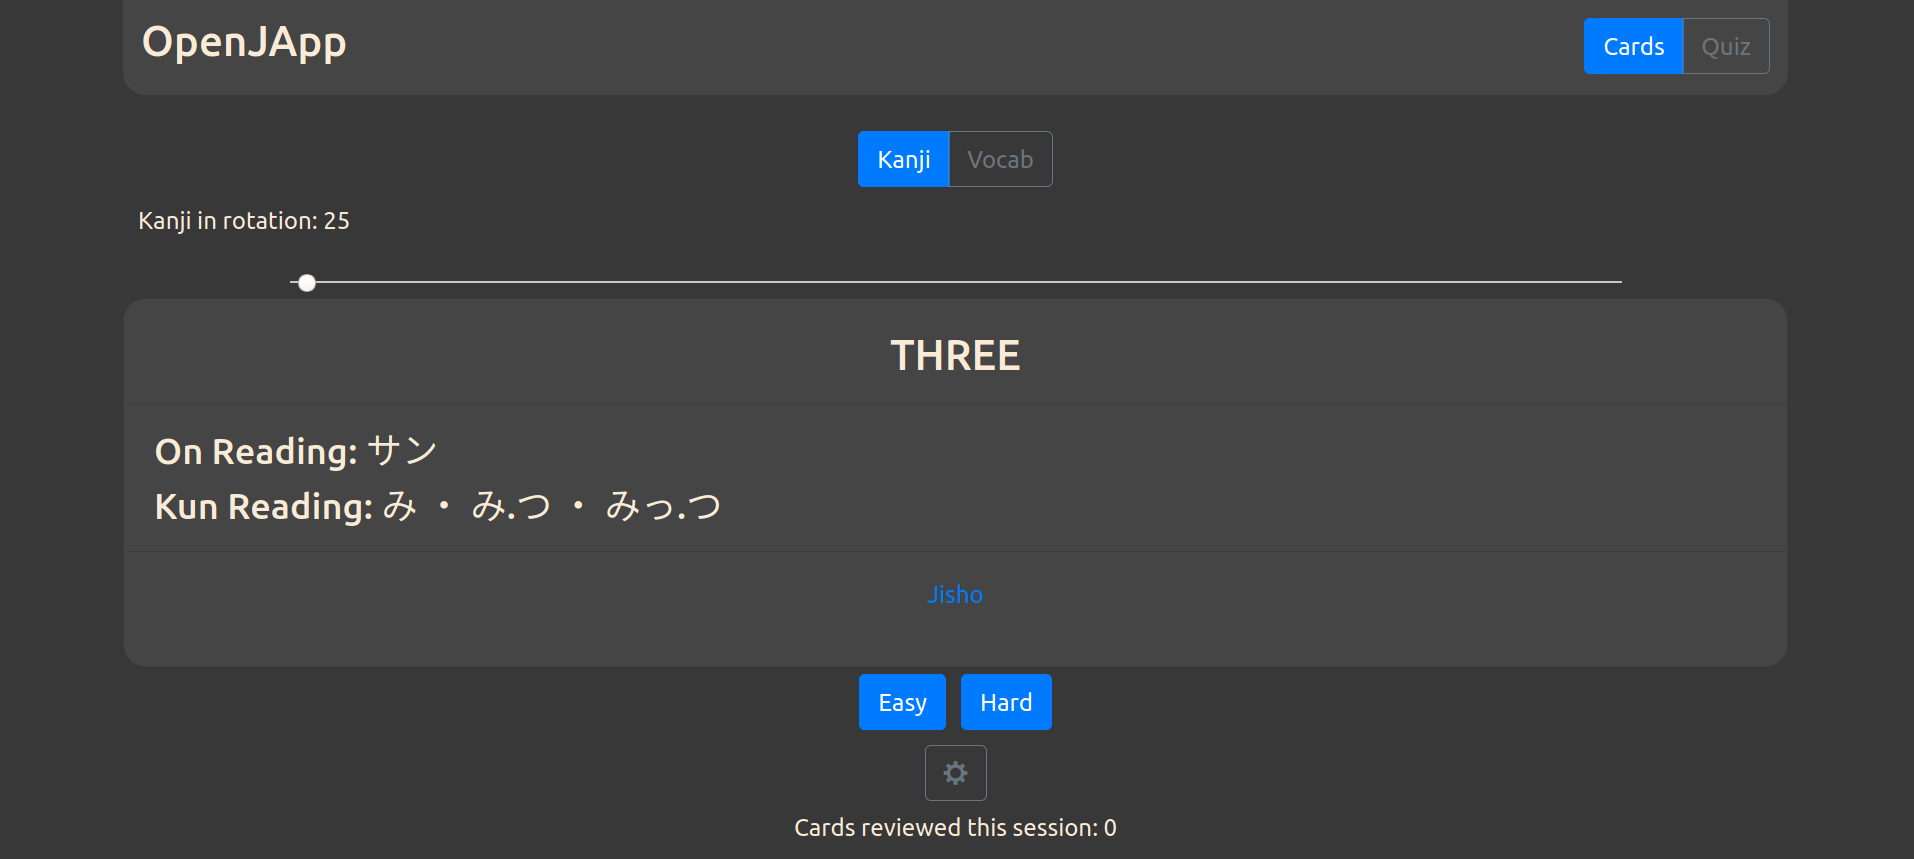 OpenJApp
Cards Quiz
Kanji Vocab
Kanji in rotation: 25
THREE
On Reading: サン
Kun Reading: み ・ み.つ ・ みっ.つ
Jisho
Easy Hard
Cards reviewed this session: 0